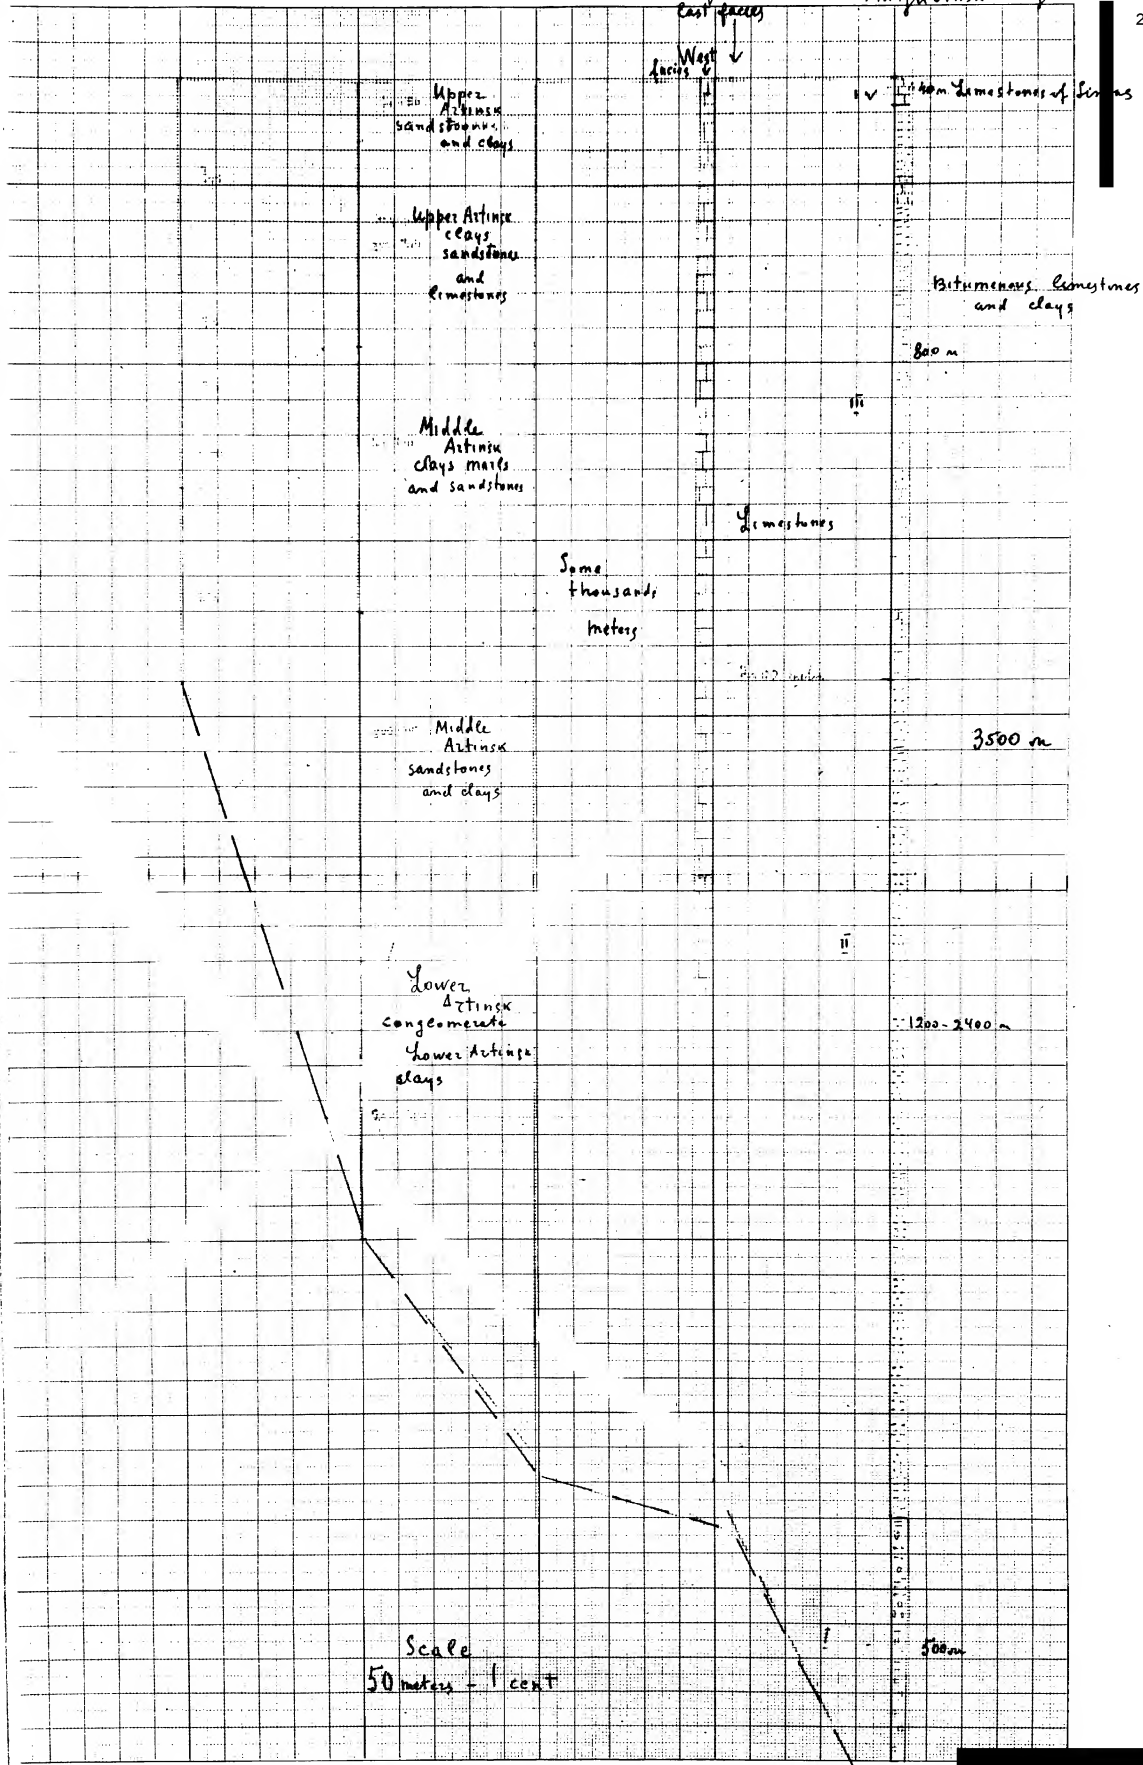 East facies
2
West
facies
Upper
Artinsk
sandstones
and clays
IV
40m Limestones of
Upper Artinsk
clays
sandstones
and
limestones
Bitumenous limestones
and clays
800 m
III
Middle
Artinsk
clays marls
and sandstones
Limestones
Some
thousands
meters
Middle
Artinsk
sandstones
and clays
3500 m
II
Lower
Artinsk
conglomerate
Lower Artinsk
clays
1200-2400 m
I
500 m
Scale
50 meters - 1 cent